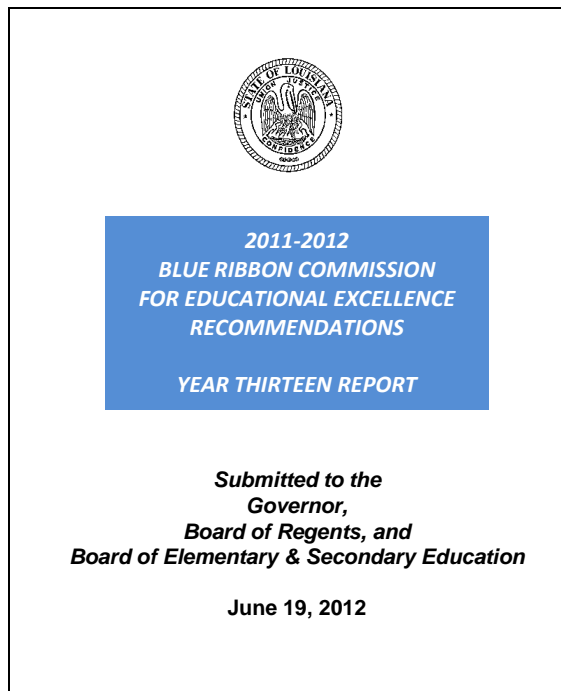 STATE OF LOUISIANA
UNION JUSTICE
CONFIDENCE
2011-2012
BLUE RIBBON COMMISSION
FOR EDUCATIONAL EXCELLENCE
RECOMMENDATIONS
YEAR THIRTEEN REPORT
Submitted to the
Governor,
Board of Regents, and
Board of Elementary & Secondary Education
June 19, 2012